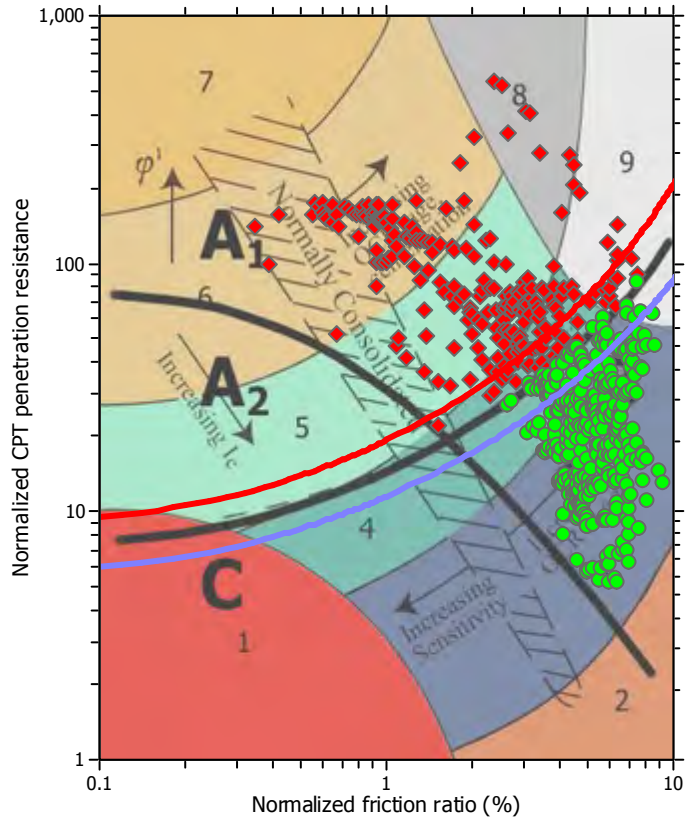 1,000
7
8
9
φ'
Increasing
Normally Consolidated
A1
100
6
A2
Increasing Ic
5
10
4
C
1
Increasing
Sensitivity
2
1
0.1
1
10
Normalized friction ratio (%)
Normalized CPT penetration resistance